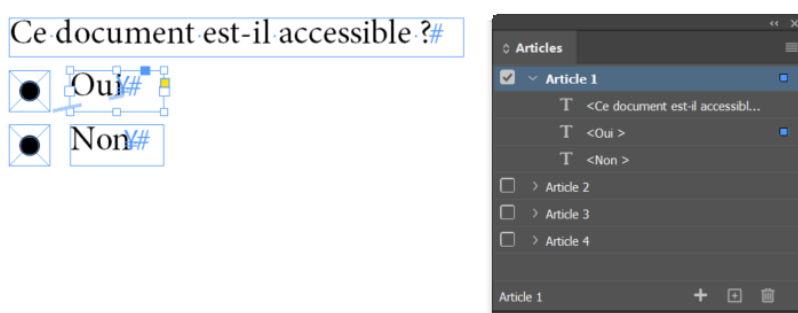 Ce document est-il accessible ?#
Oui#
Non#
Articles
Article 1
T <Ce document est-il accessibl...
T <Oui >
T <Non >
Article 2
Article 3
Article 4
Article 1